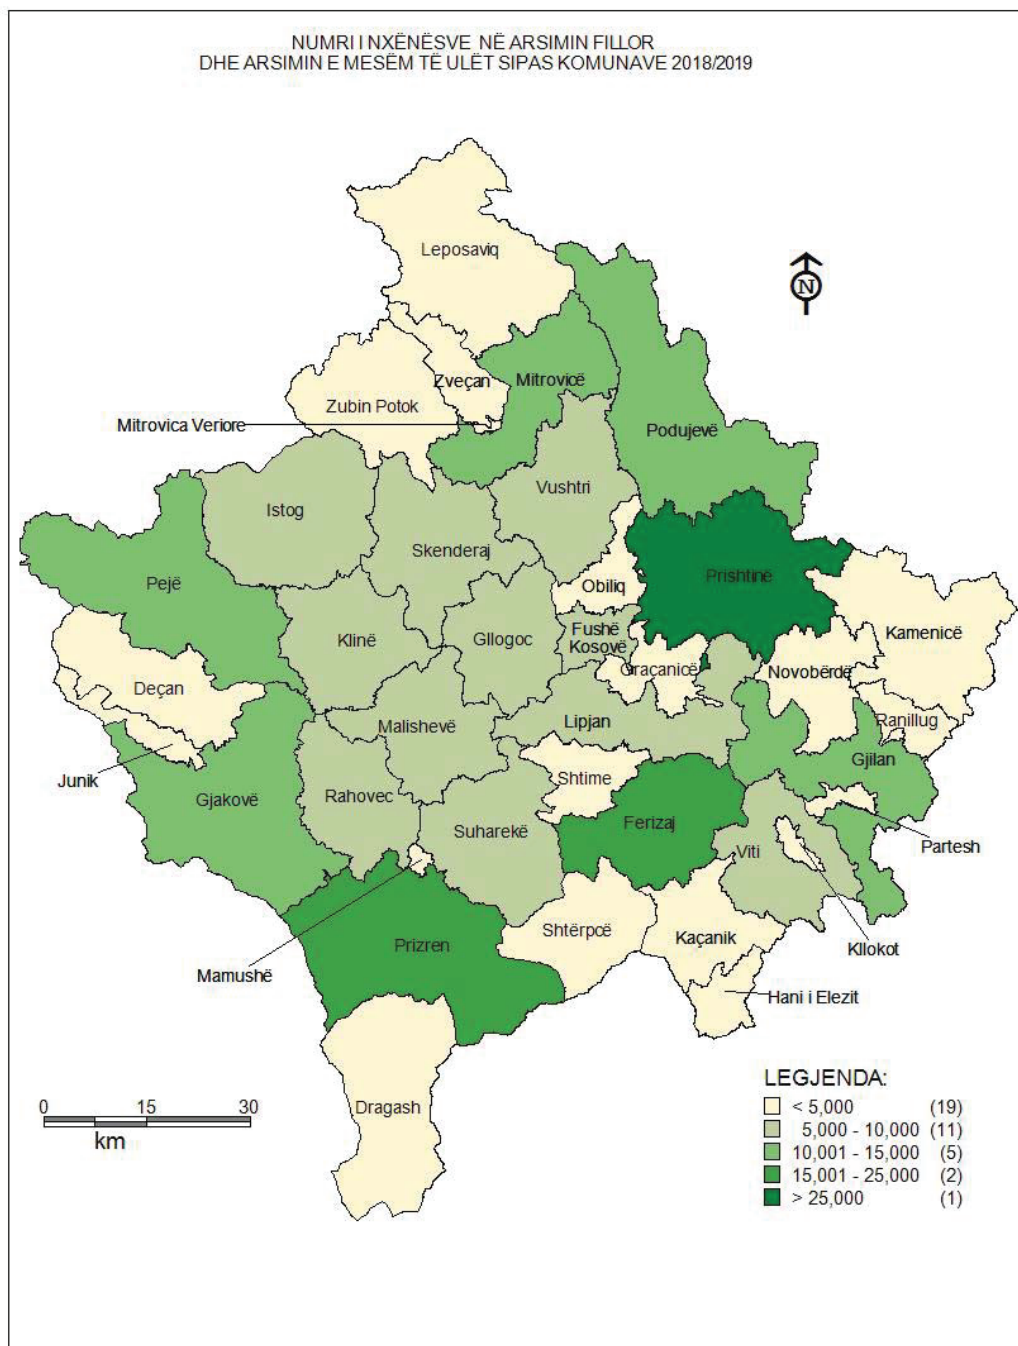 NUMRI I NXËNËSVE NË ARSIMIN FILLOR
DHE ARSIMIN E MESËM TË ULËT SIPAS KOMUNAVE 2018/2019
Leposaviq
N
Zveçan
Mitrovicë
Zubin Potok
Mitrovica Veriore
Podujevë
Vushtri
Istog
Skenderaj
Pejë
Obiliq
Prishtinë
Klinë
Gllogoc
Fushë
Kosovë
Kamenicë
Graçanicë
Novobërdë
Deçan
Malishevë
Lipjan
Ranillug
Junik
Shtime
Gjilan
Gjakovë
Rahovec
Suharekë
Ferizaj
Partesh
Viti
Prizren
Shtërpcë
Kaçanik
Kllokot
Mamushë
Hani i Elezit
Dragash
0 15 30
km
LEGJENDA:
< 5,000 (19)
5,000 - 10,000 (11)
10,001 - 15,000 (5)
15,001 - 25,000 (2)
> 25,000 (1)